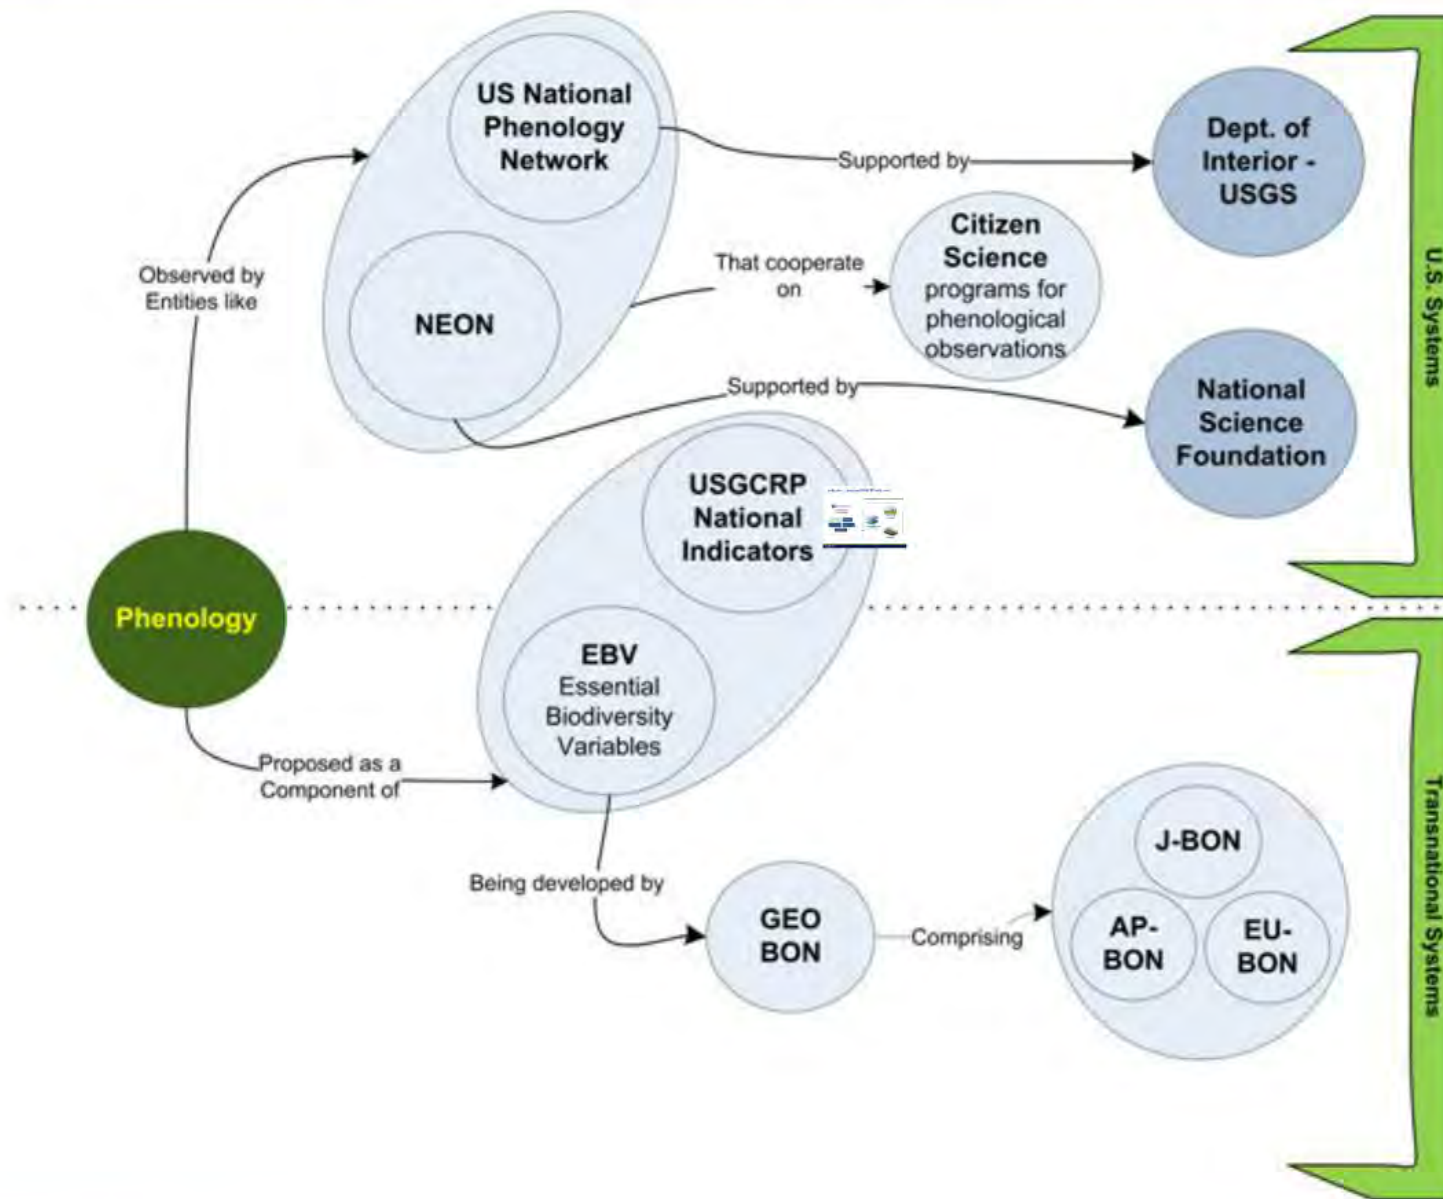 US National
Phenology
Network
Dept. of
Interior -
USGS
Supported by
Citizen
Science
programs for
phenological
observations
That cooperate
on
Observed by
Entities like
NEON
U.S. Systems
Supported by
National
Science
Foundation
USGCRP
National
Indicators
Phenology
EBV
Essential
Biodiversity
Variables
Proposed as a
Component of
Being developed by
GEO
BON
Comprising
J-BON
AP-
BON
EU-
BON
Transnational Systems